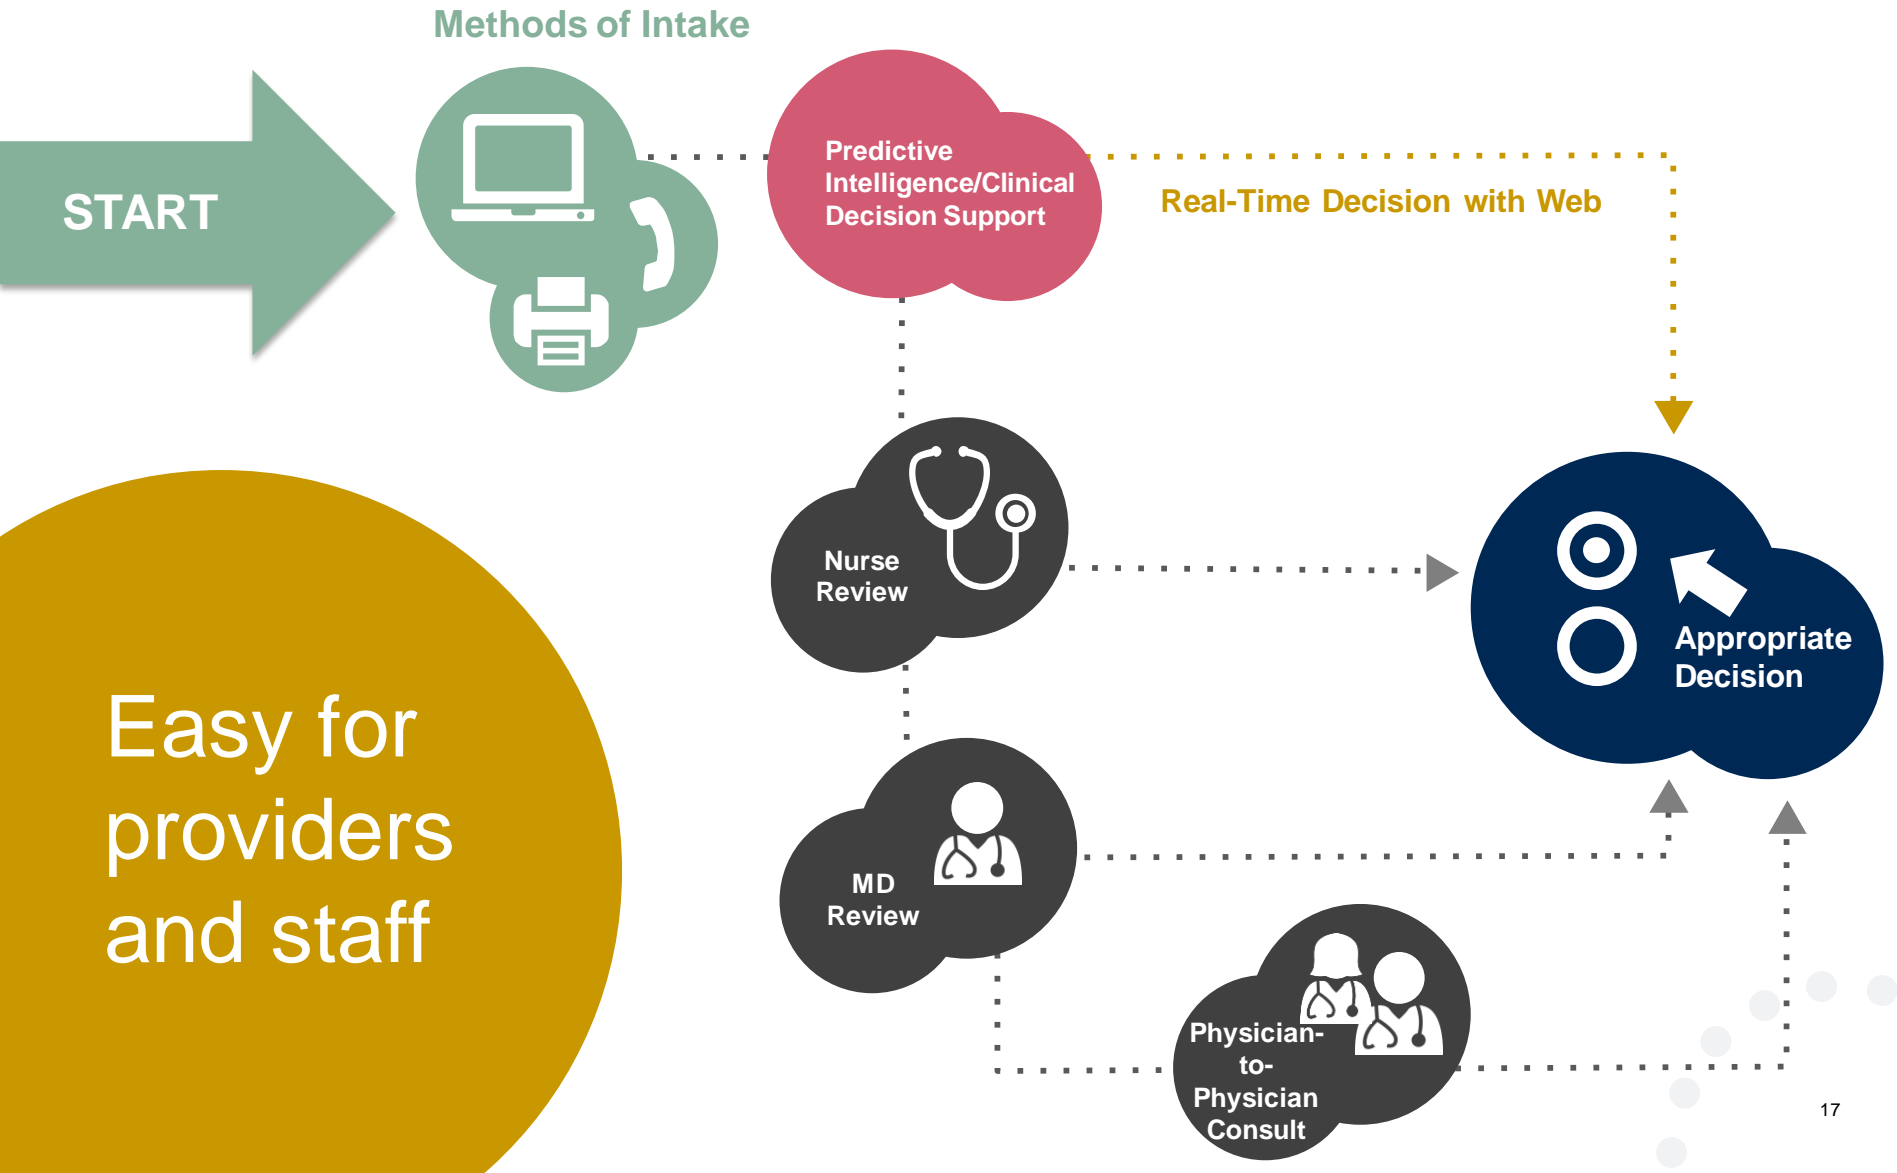 Methods of Intake
START
Predictive
Intelligence/Clinical
Decision Support
Real-Time Decision with Web
Nurse
Review
Appropriate
Decision
Easy for
providers
and staff
MD
Review
Physician-
to-
Physician
Consult
17